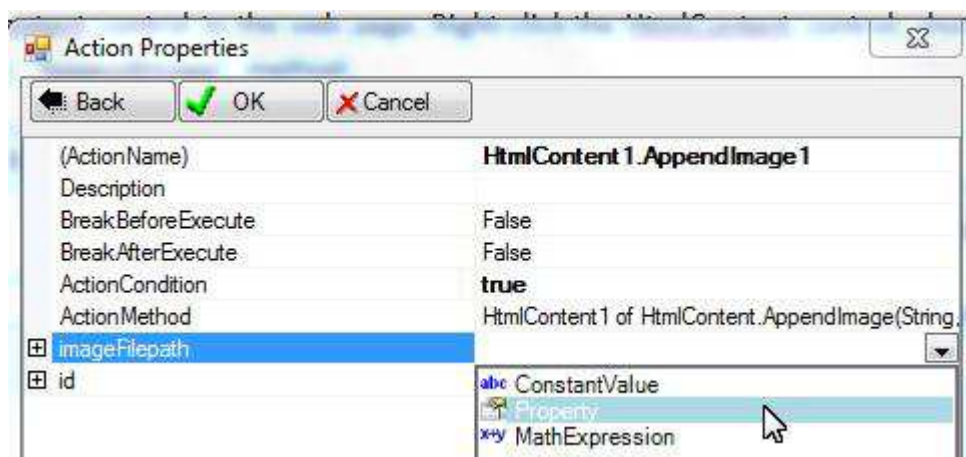 Action Properties
Back OK Cancel
(ActionName) HtmlContent1.AppendImage1
Description
BreakBeforeExecute False
BreakAfterExecute False
ActionCondition true
ActionMethod HtmlContent1 of HtmlContent.AppendImage(String,
imageFilepath
id
abc ConstantValue
Property
x+y MathExpression